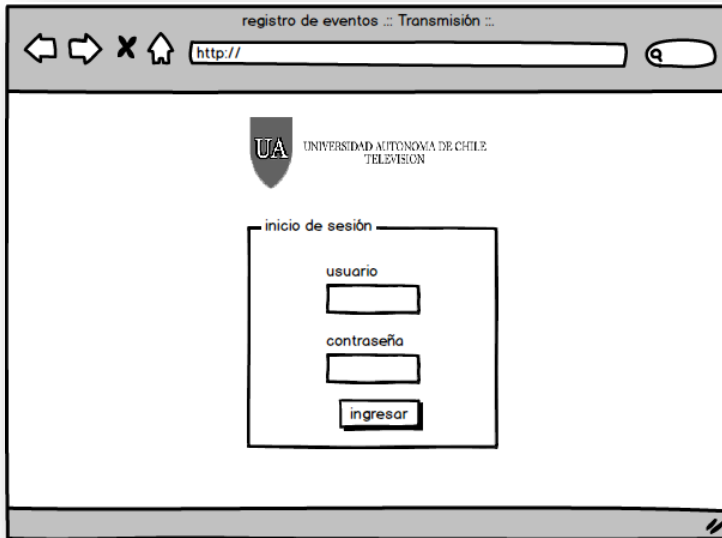 registro de eventos .:: Transmisión ::.
http://
UA
UNIVERSIDAD AUTONOMA DE CHILE
TELEVISION
inicio de sesión
usuario
contraseña
ingresar